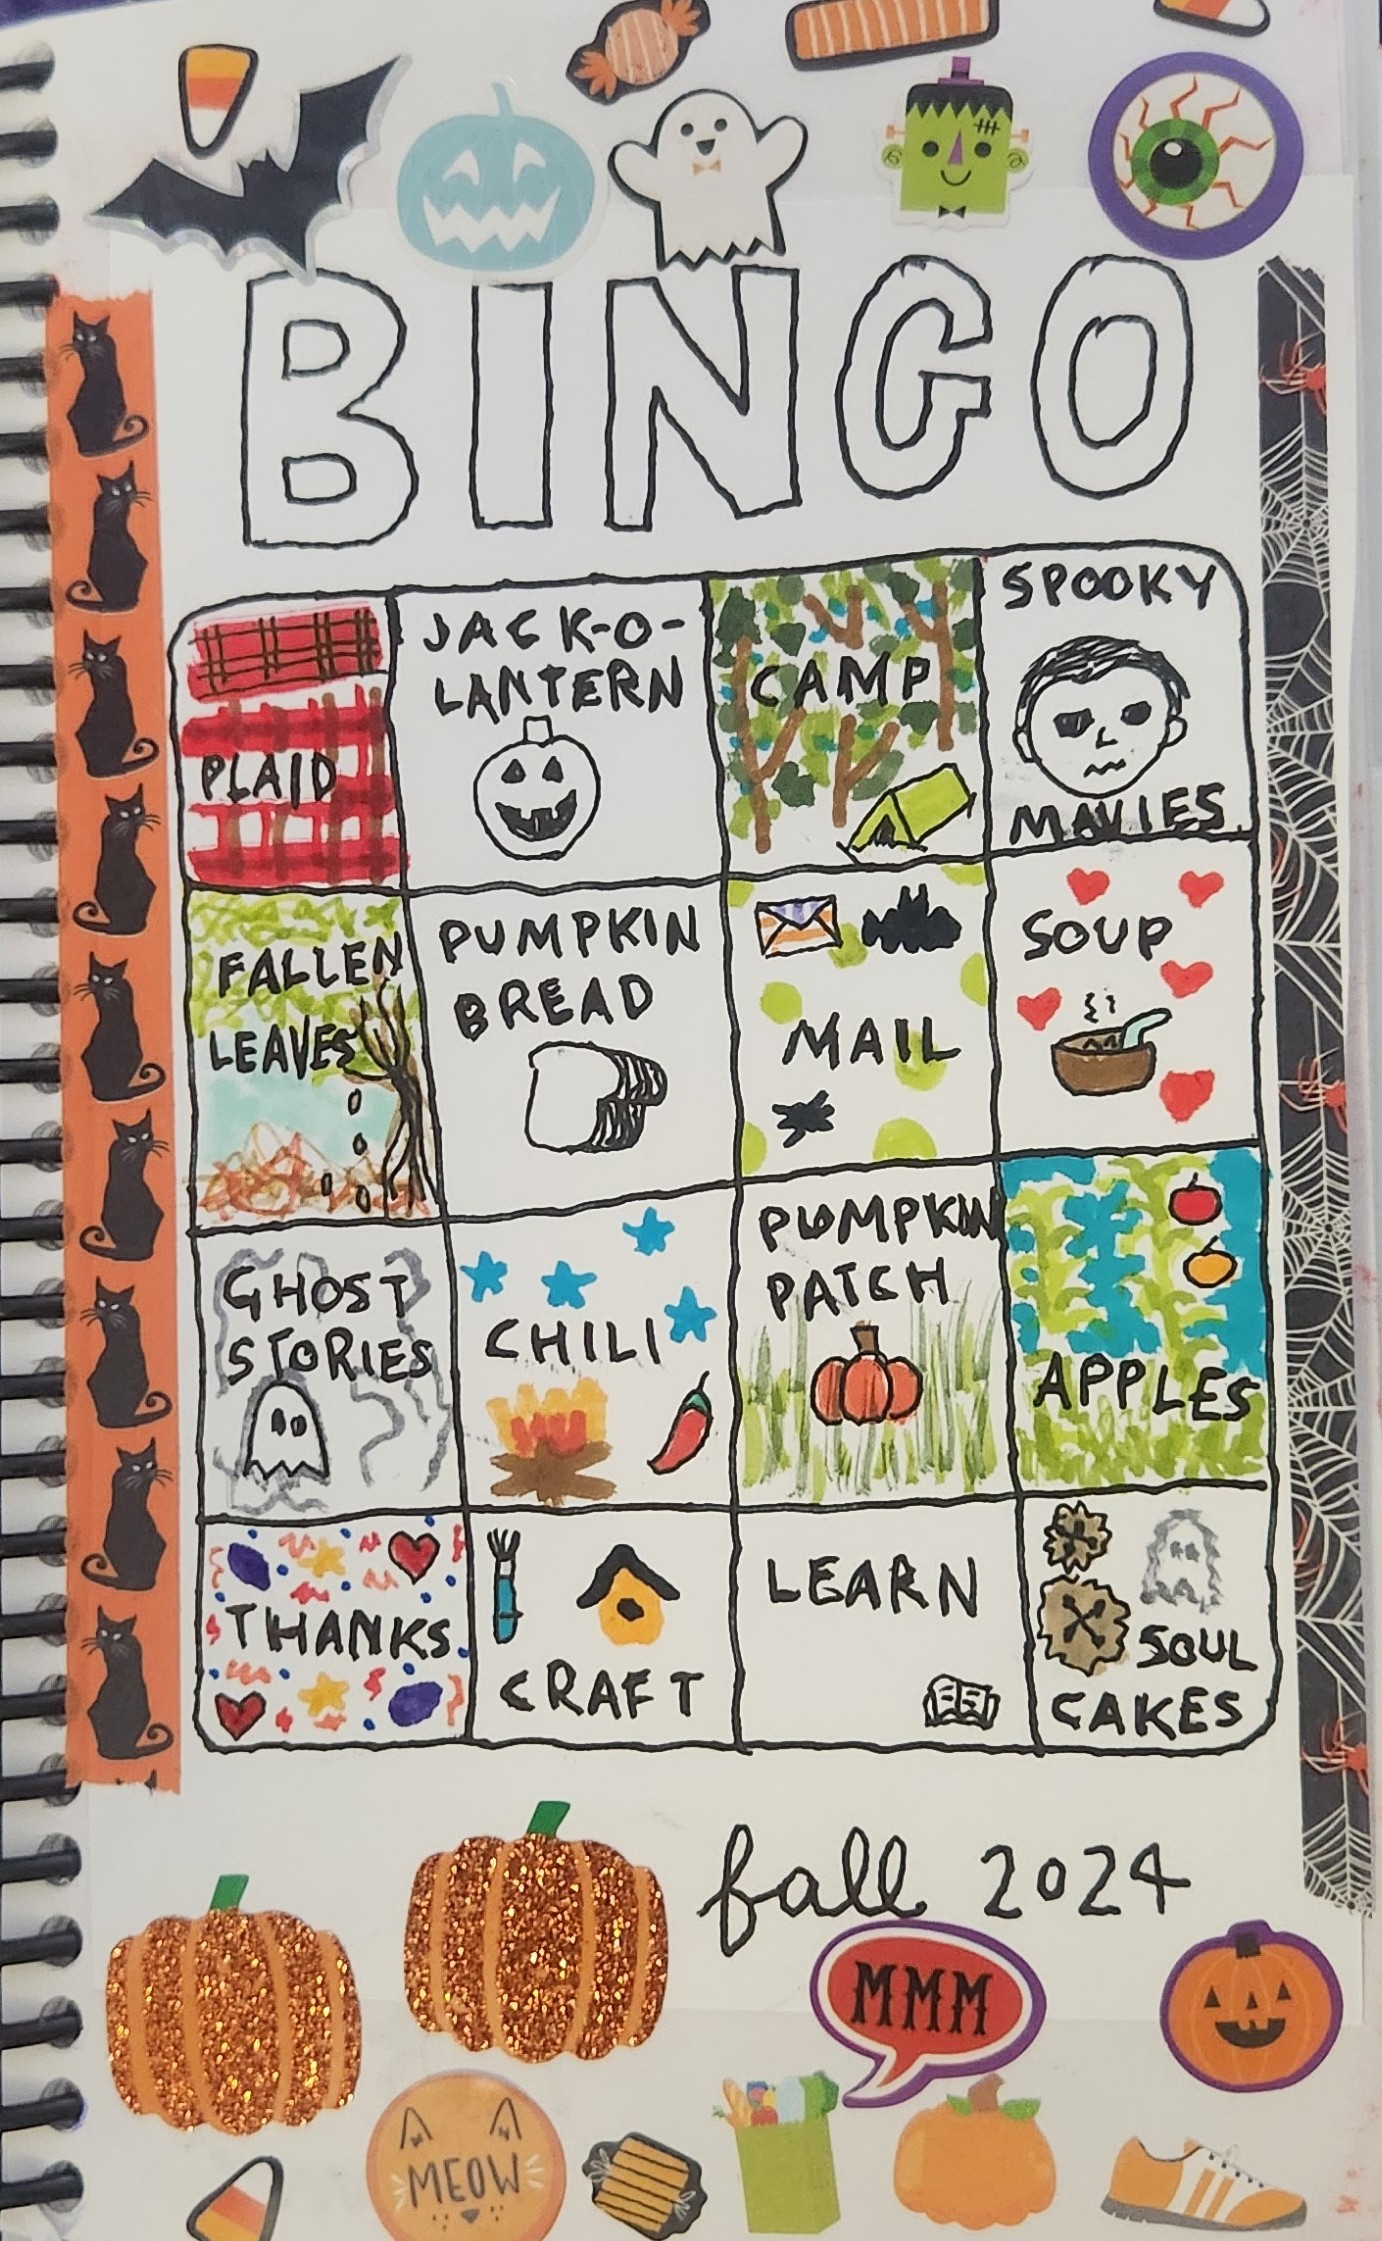 BINGO
PLAID
JACK-O-
LANTERN
CAMP
SPOOKY
MOVIES
FALLEN
LEAVES
PUMPKIN
BREAD
MAIL
SOUP
GHOST
STORIES
CHILI
PUMPKIN
PATCH
APPLES
THANKS
CRAFT
LEARN
SOUL
CAKES
fall 2024
MMM
MEOW